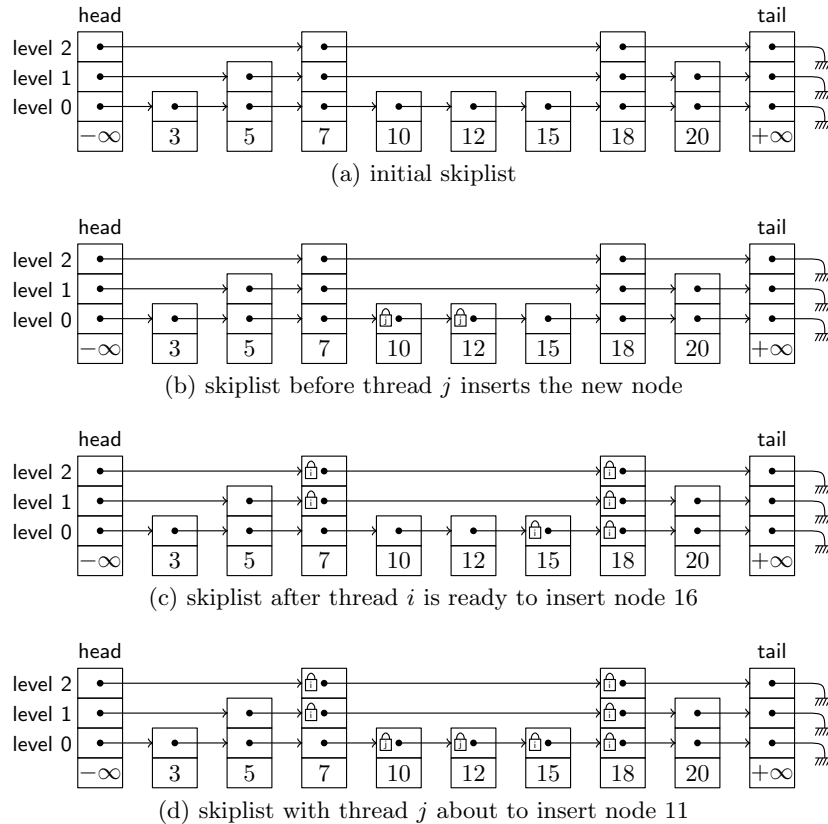 head tail
level 2
level 1
level 0
−∞ 3 5 7 10 12 15 18 20 +∞
(a) initial skiplist
head tail
level 2
level 1
level 0 j j
−∞ 3 5 7 10 12 15 18 20 +∞
(b) skiplist before thread j inserts the new node
head tail
level 2 i i
level 1 i i
level 0 i i
−∞ 3 5 7 10 12 15 18 20 +∞
(c) skiplist after thread i is ready to insert node 16
head tail
level 2 i i
level 1 i i
level 0 j j i i
−∞ 3 5 7 10 12 15 18 20 +∞
(d) skiplist with thread j about to insert node 11